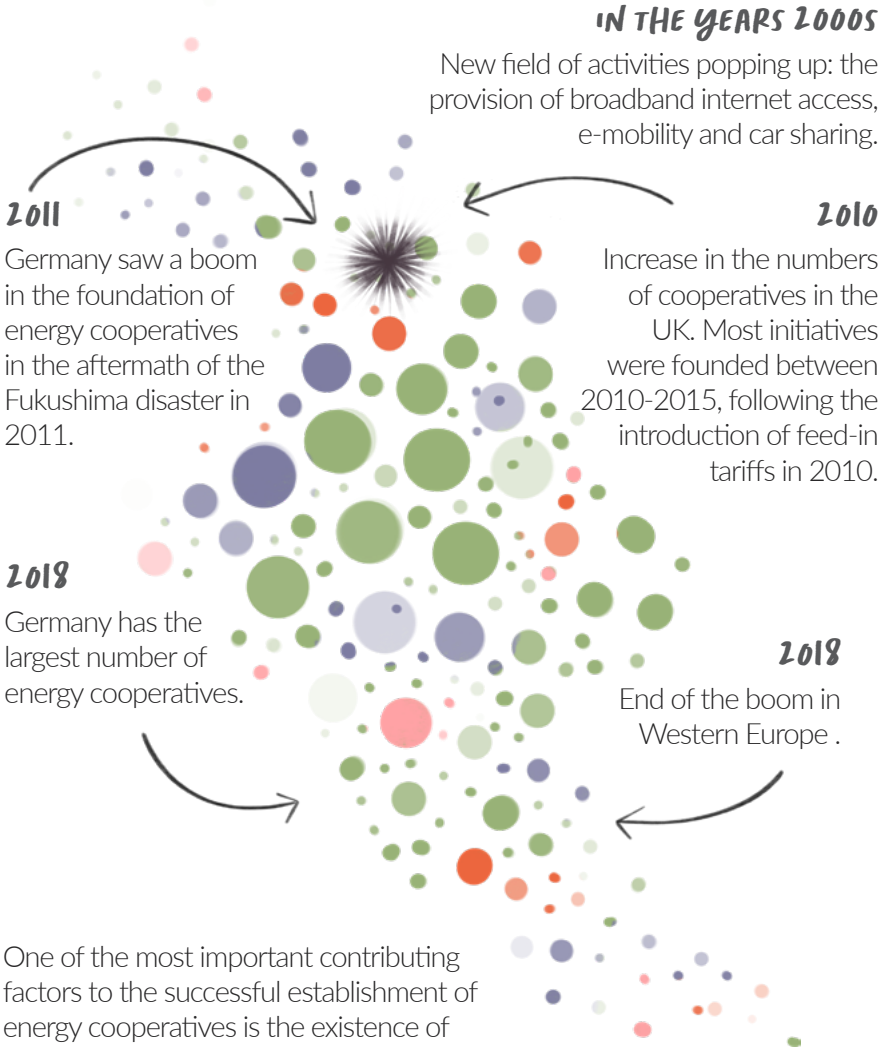 IN THE YEARS 2000S
New field of activities popping up: the
provision of broadband internet access,
e-mobility and car sharing.
2011
Germany saw a boom
in the foundation of
energy cooperatives
in the aftermath of the
Fukushima disaster in
2011.
2010
Increase in the numbers
of cooperatives in the
UK. Most initiatives
were founded between
2010-2015, following the
introduction of feed-in
tariffs in 2010.
2018
Germany has the
largest number of
energy cooperatives.
2018
End of the boom in
Western Europe .
One of the most important contributing
factors to the successful establishment of
energy cooperatives is the existence of